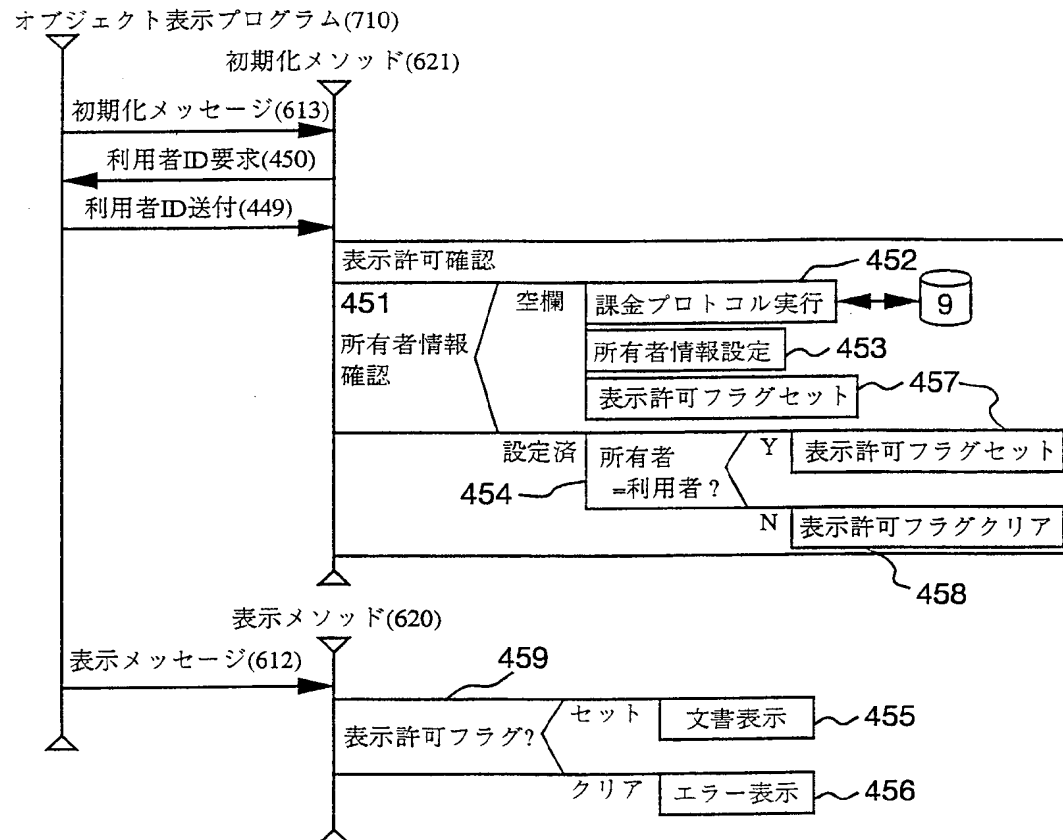 オブジェクト表示プログラム(710)
初期化メソッド(621)
初期化メッセージ(613)
利用者ID要求(450)
利用者ID送付(449)
表示許可確認
452
451
空欄
課金プロトコル実行
9
所有者情報
確認
所有者情報設定
453
457
表示許可フラグセット
設定済
所有者
=利用者?
Y
表示許可フラグセット
454
N
表示許可フラグクリア
458
表示メソッド(620)
表示メッセージ(612)
459
表示許可フラグ?
セット
文書表示
455
クリア
エラー表示
456